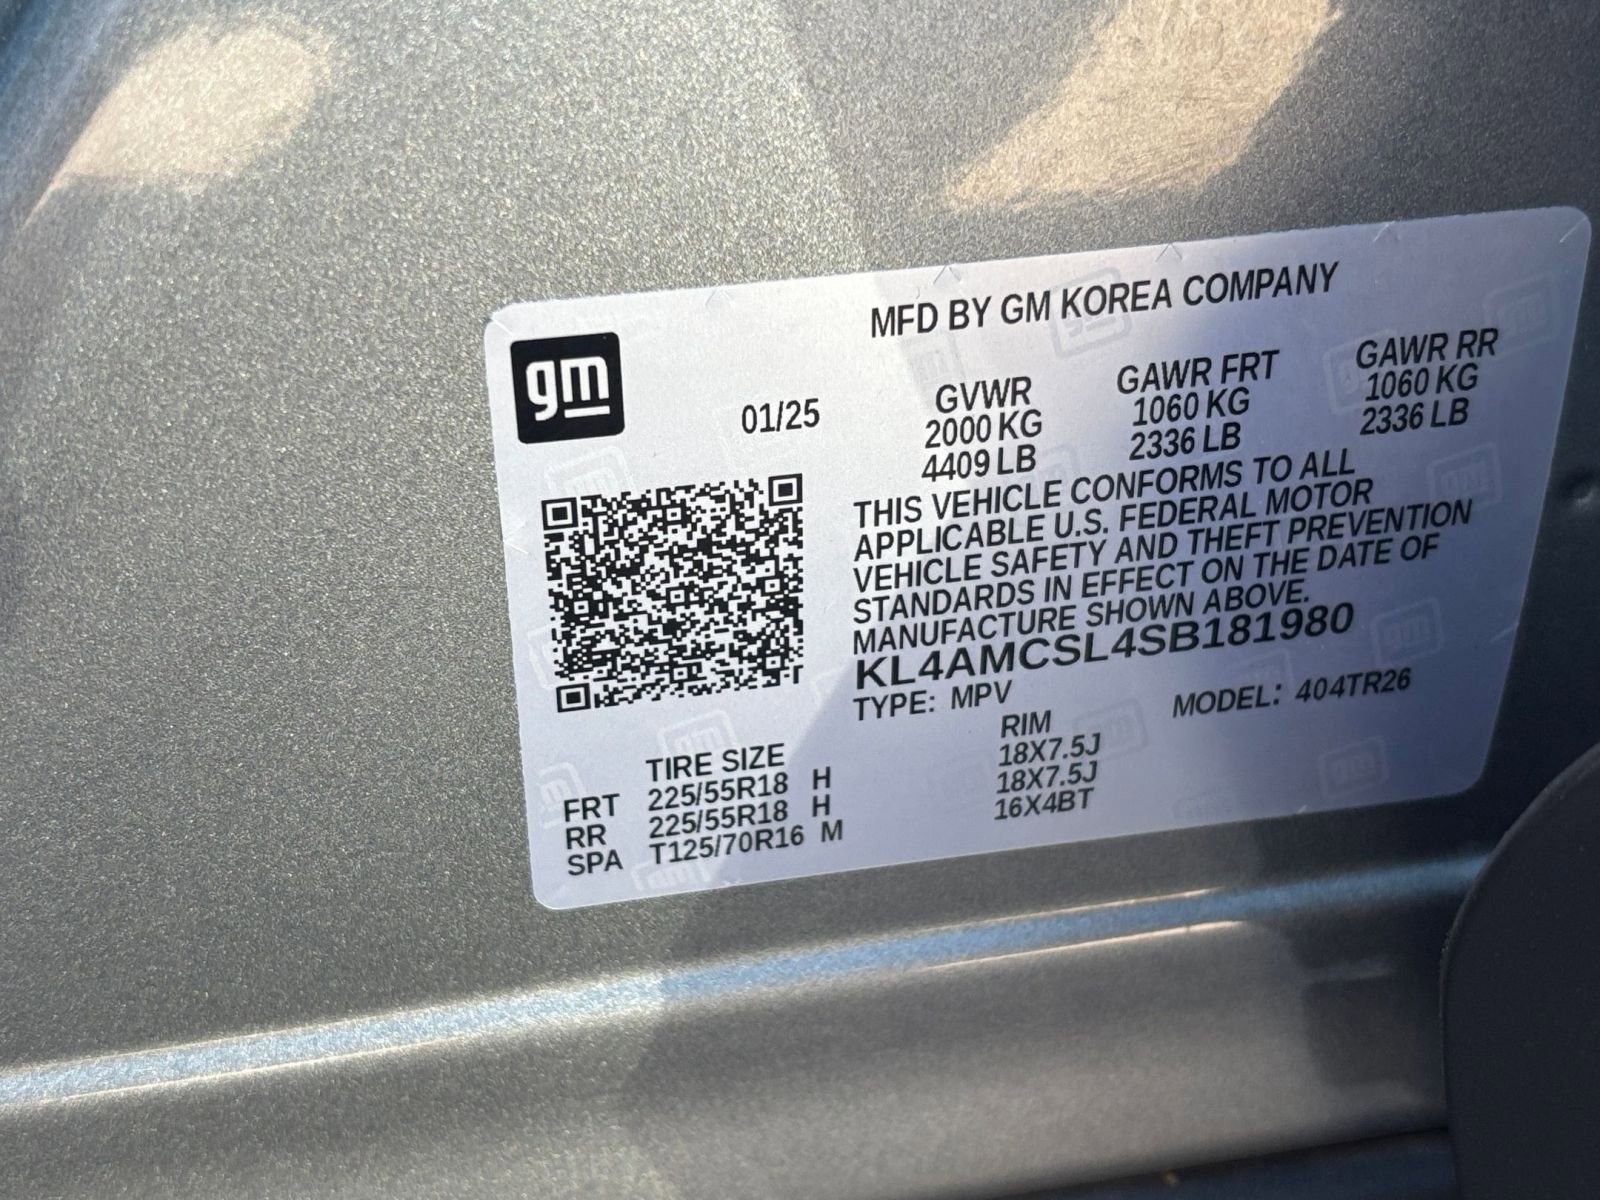 MFD BY GM KOREA COMPANY
gm
01/25
GVWR GAWR FRT GAWR RR
2000 KG 1060 KG 1060 KG
4409 LB 2336 LB 2336 LB
THIS VEHICLE CONFORMS TO ALL
APPLICABLE U.S. FEDERAL MOTOR
VEHICLE SAFETY AND THEFT PREVENTION
STANDARDS IN EFFECT ON THE DATE OF
MANUFACTURE SHOWN ABOVE.
KL4AMCSL4SB181980
TYPE: MPV MODEL: 404TR26
TIRE SIZE RIM
FRT 225/55R18 H 18X7.5J
RR 225/55R18 H 18X7.5J
SPA T125/70R16 M 16X4BT